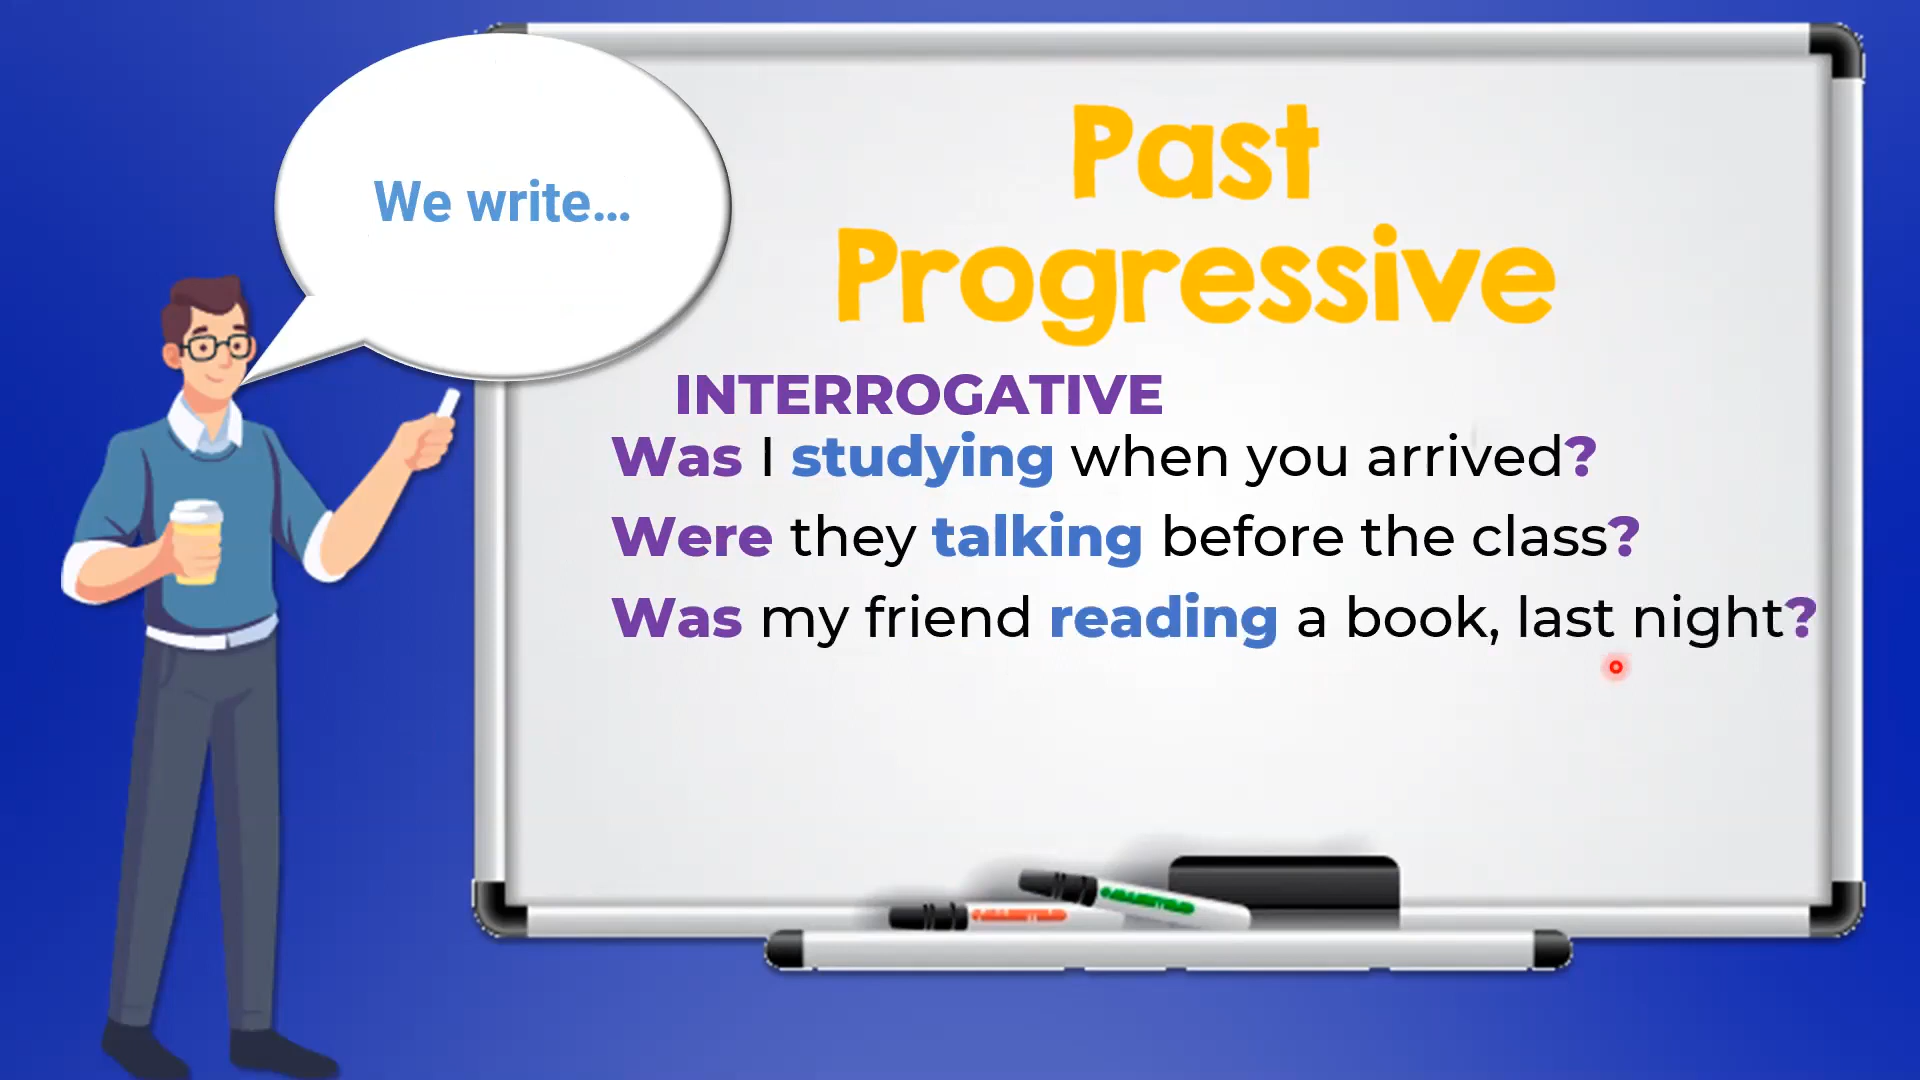 We write...
Past
Progressive
INTERROGATIVE
Was I studying when you arrived?
Were they talking before the class?
Was my friend reading a book, last night?